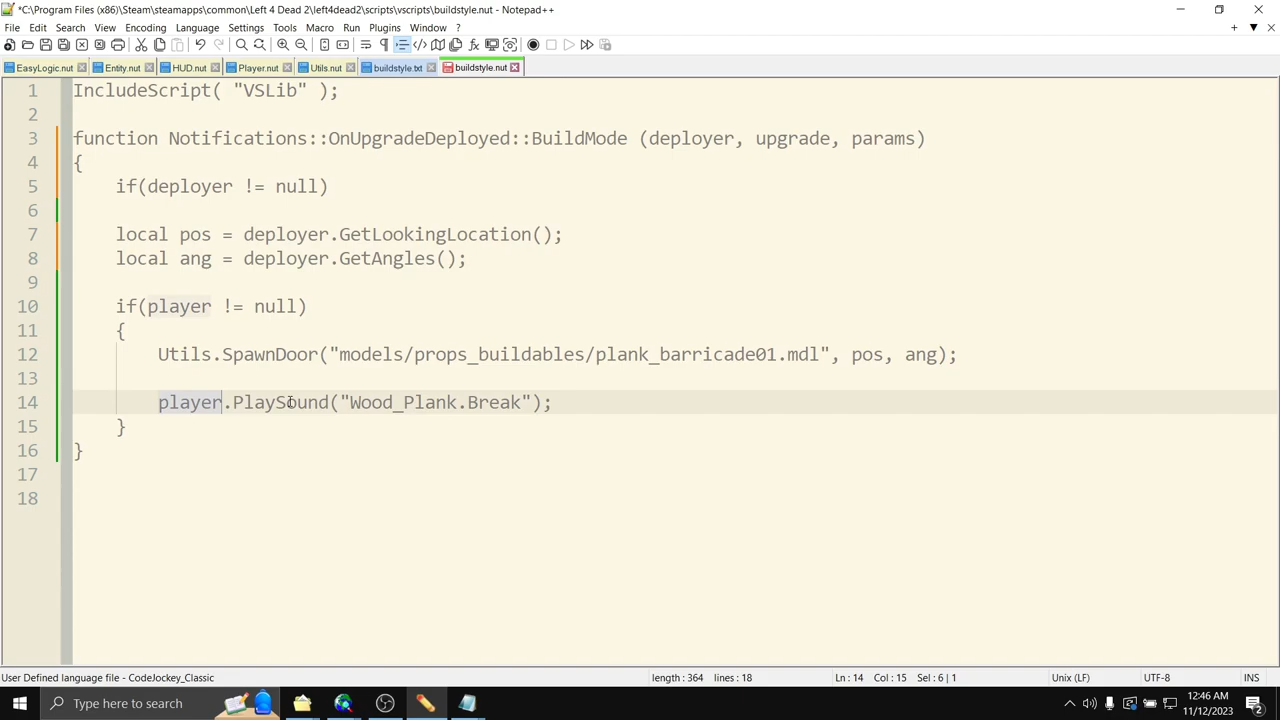 *C:\Program Files (x86)\Steam\steamapps\common\Left 4 Dead 2\left4dead2\scripts\vscripts\buildstyle.nut - Notepad++
File Edit Search View Encoding Language Settings Tools Macro Run Plugins Window ?
EasyLogic.nut Entity.nut HUD.nut Player.nut Utils.nut buildstyle.txt buildstyle.nut
1 IncludeScript( "VSLib" );
2
3 function Notifications::OnUpgradeDeployed::BuildMode (deployer, upgrade, params)
4 {
5 if(deployer != null)
6
7 local pos = deployer.GetLookingLocation();
8 local ang = deployer.GetAngles();
9
10 if(player != null)
11 {
12 Utils.SpawnDoor("models/props_buildables/plank_barricade01.mdl", pos, ang);
13
14 player.PlaySound("Wood_Plank.Break");
15 }
16 }
17
18
User Defined language file - CodeJockey_Classic length : 364 lines : 18 Ln : 14 Col : 15 Sel : 6 | 1 Unix (LF) UTF-8 INS
Type here to search
12:46 AM
11/12/2023
2